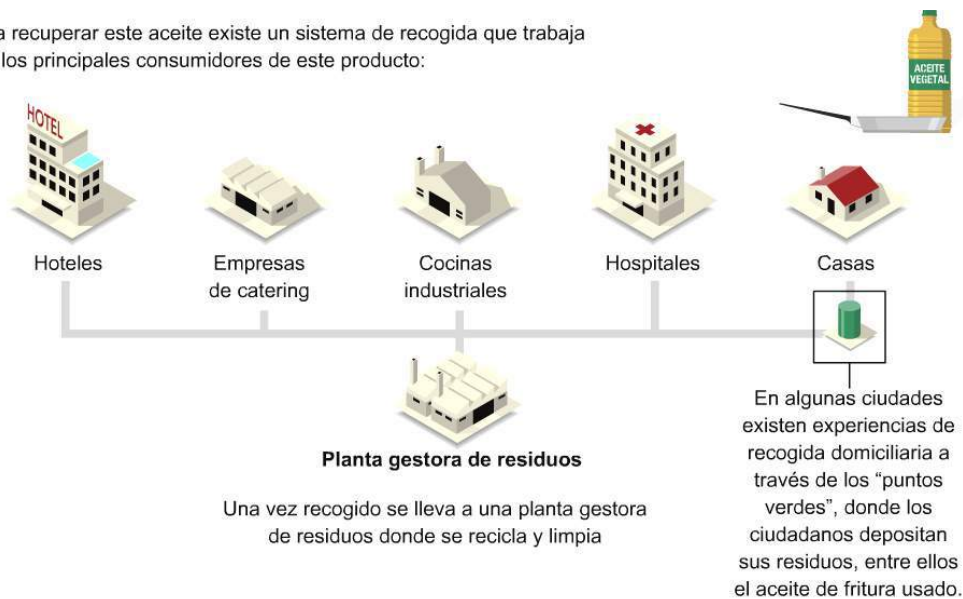 a recuperar este aceite existe un sistema de recogida que trabaja
los principales consumidores de este producto:
ACEITE
VEGETAL
HOTEL
Hoteles
Empresas
de catering
Cocinas
industriales
Hospitales
Casas
Planta gestora de residuos
Una vez recogido se lleva a una planta gestora
de residuos donde se recicla y limpia
En algunas ciudades
existen experiencias de
recogida domiciliaria a
través de los “puntos
verdes”, donde los
ciudadanos depositan
sus residuos, entre ellos
el aceite de fritura usado.